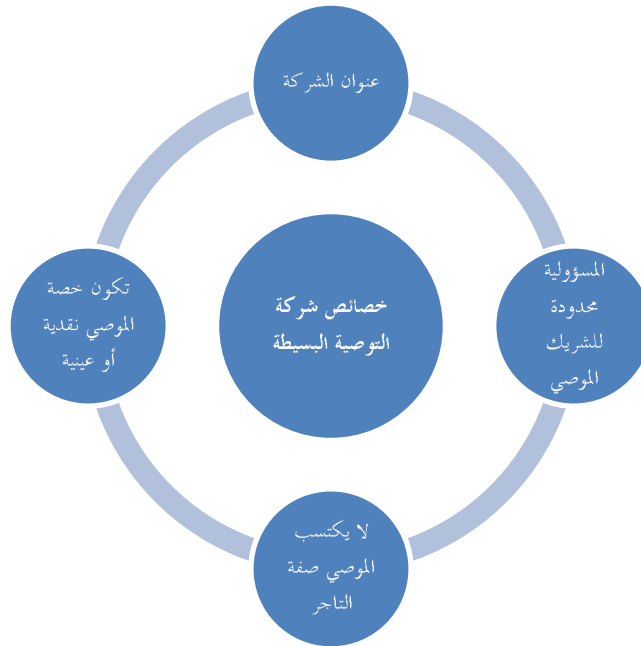 عنوان الشركة
المسؤولية
محدودة
للشريك
الموصي
لا يكتسب
الموصي صفة
التاجر
تكون خصة
الموصي نقدية
أو عينية
خصائص شركة
التوصية البسيطة